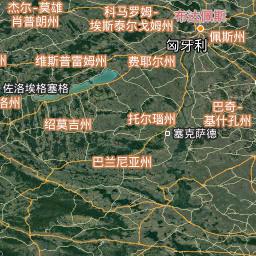 杰尔-莫雄
肖普朗州
科马罗姆-
埃斯泰尔戈姆州
布达佩斯
佩斯州
匈牙利
维斯普雷姆州
费耶尔州
佐洛埃格塞格
洛州
绍莫吉州
托尔瑙州
塞克萨德
巴奇-
基什孔州
巴兰尼亚州